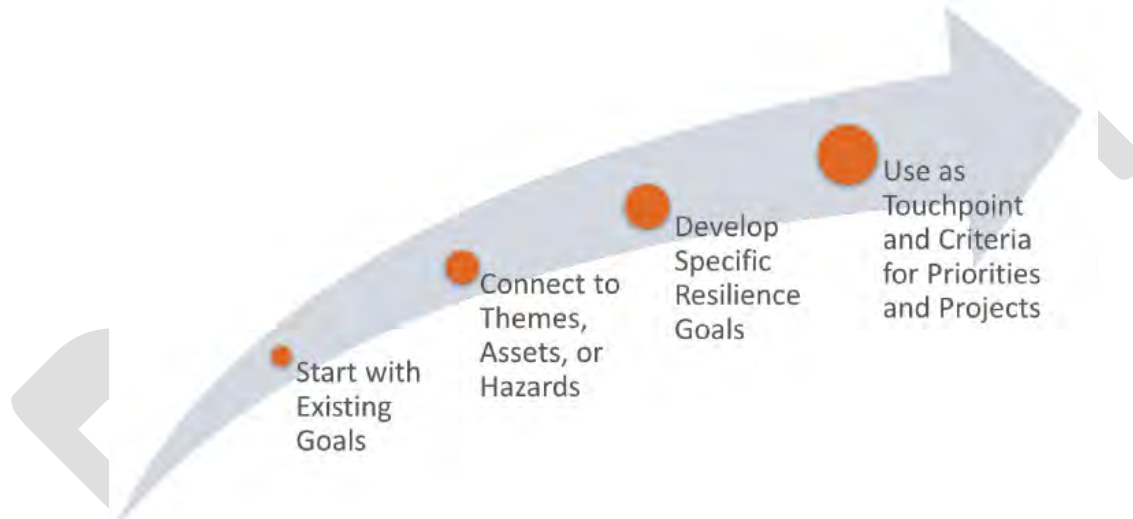 Start with
Existing
Goals
Connect to
Themes,
Assets, or
Hazards
Develop
Specific
Resilience
Goals
Use as
Touchpoint
and Criteria
for Priorities
and Projects